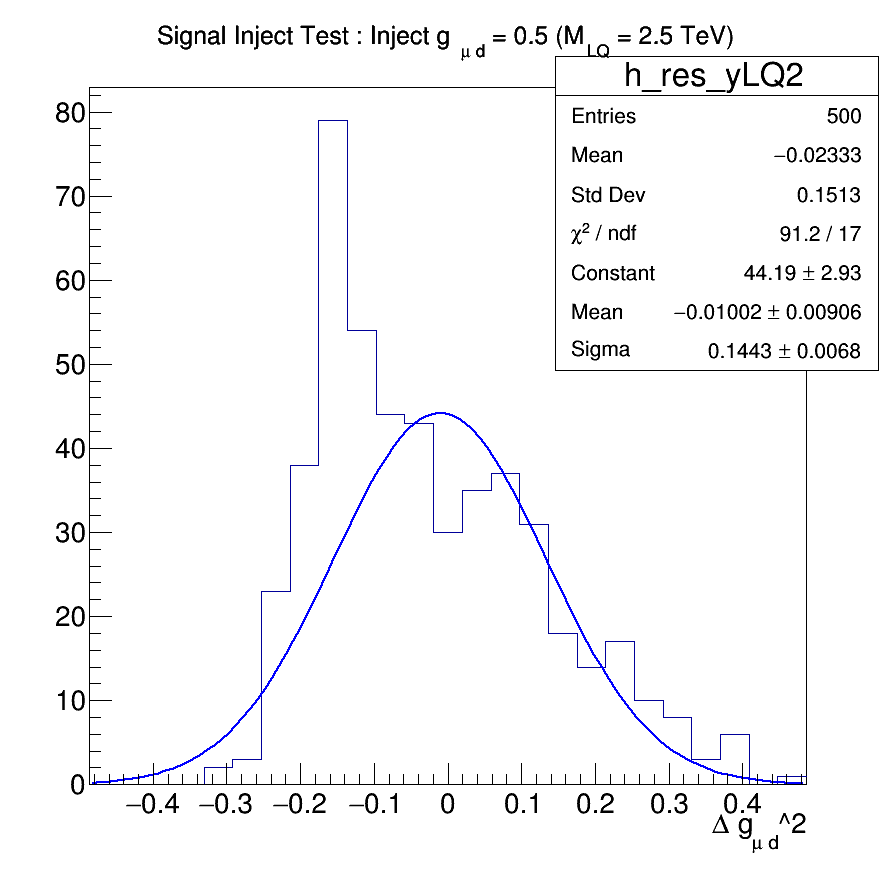 Signal Inject Test : Inject g μ d = 0.5 (M LQ = 2.5 TeV)
h_res_yLQ2
Entries 500
Mean −0.02333
Std Dev 0.1513
χ² / ndf 91.2 / 17
Constant 44.19 ± 2.93
Mean −0.01002 ± 0.00906
Sigma 0.1443 ± 0.0068
80
70
60
50
40
30
20
10
0
−0.4 −0.3 −0.2 −0.1 0 0.1 0.2 0.3 0.4
Δ g μ d ^2